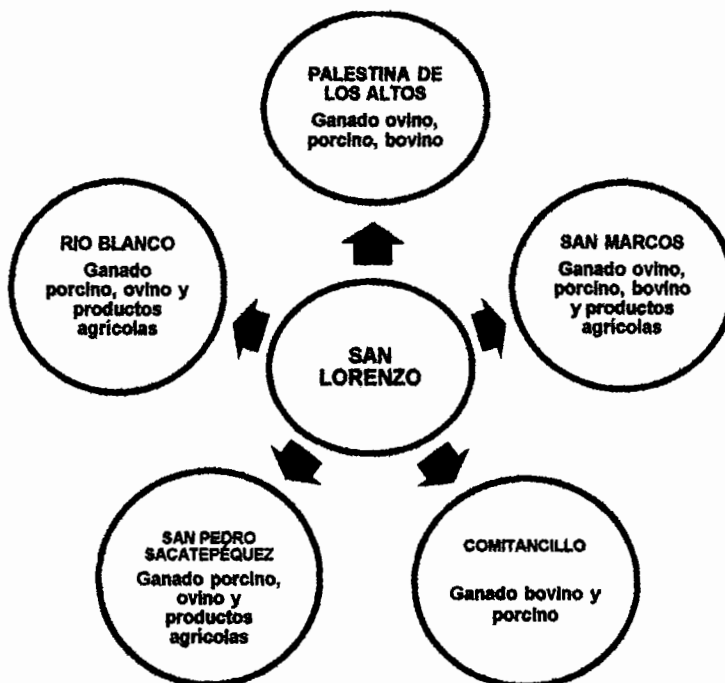 PALESTINA DE
LOS ALTOS
Ganado ovino,
porcino, bovino
RIO BLANCO
Ganado
porcino, ovino y
productos
agrícolas
SAN MARCOS
Ganado ovino,
porcino, bovino
y productos
agrícolas
SAN
LORENZO
SAN PEDRO
SACATEPÉQUEZ
Ganado porcino,
ovino y
productos
agrícolas
COMITANCILLO
Ganado bovino y
porcino